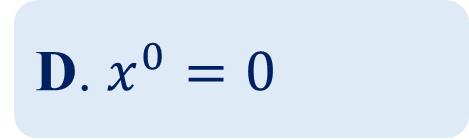 D. x⁰ = 0